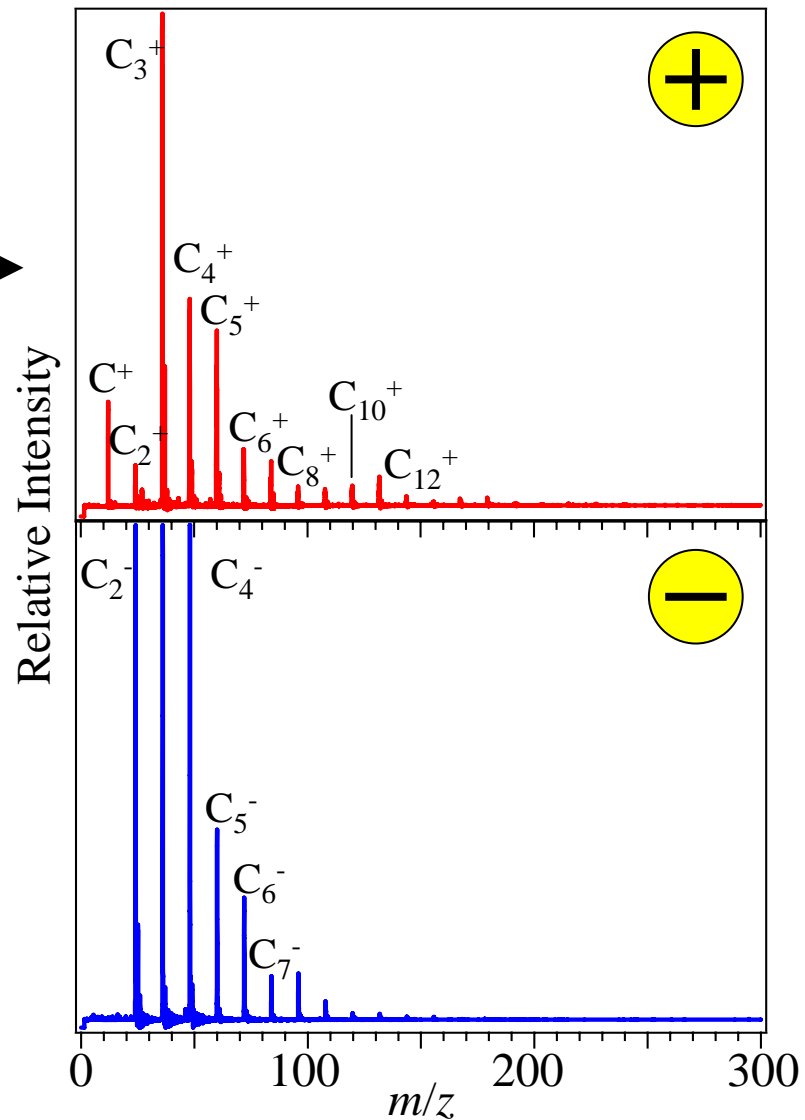 C₃⁺
C₄⁺
C₅⁺
C⁺
C₂⁺
C₆⁺
C₈⁺
C₁₀⁺
C₁₂⁺
+
Relative Intensity
C₂⁻
C₄⁻
−
C₅⁻
C₆⁻
C₇⁻
0 100 200 300
m/z